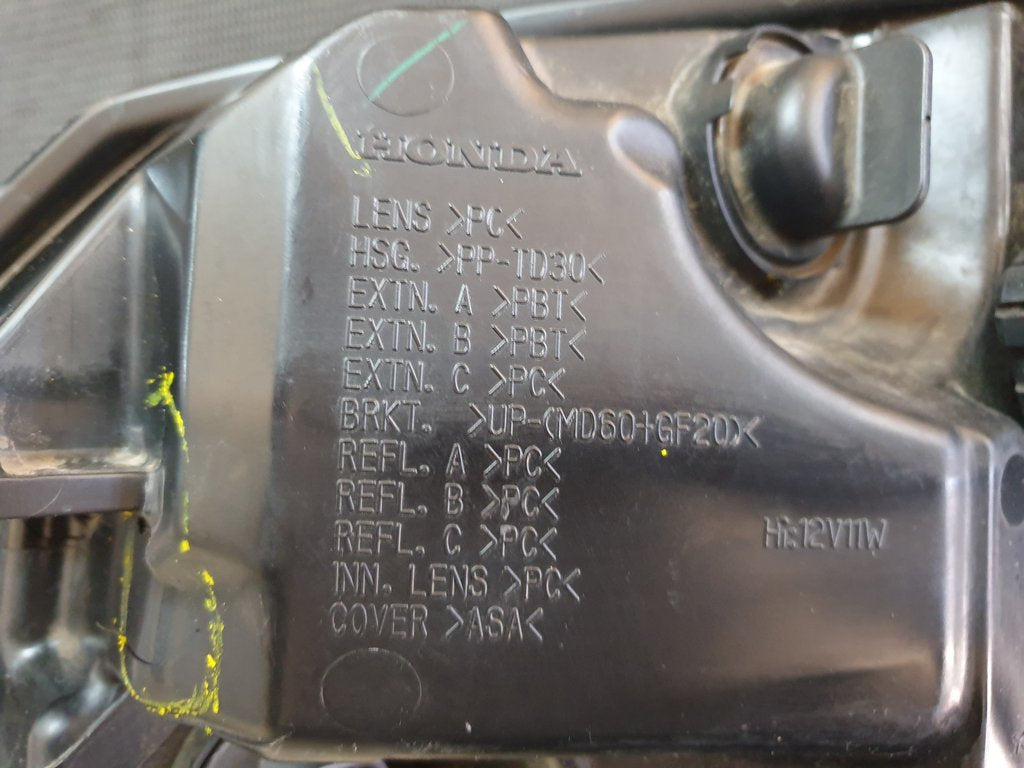 HONDA
LENS >PC<
HSG. >PP-TD30<
EXTN. A >PBT<
EXTN. B >PBT<
EXTN. C >PC<
BRKT. >UP-(MD60+GF20)<
REFL. A >PC<
REFL. B >PC<
REFL. C >PC<
INN. LENS >PC<
COVER >ASA<
Hi:12V11W